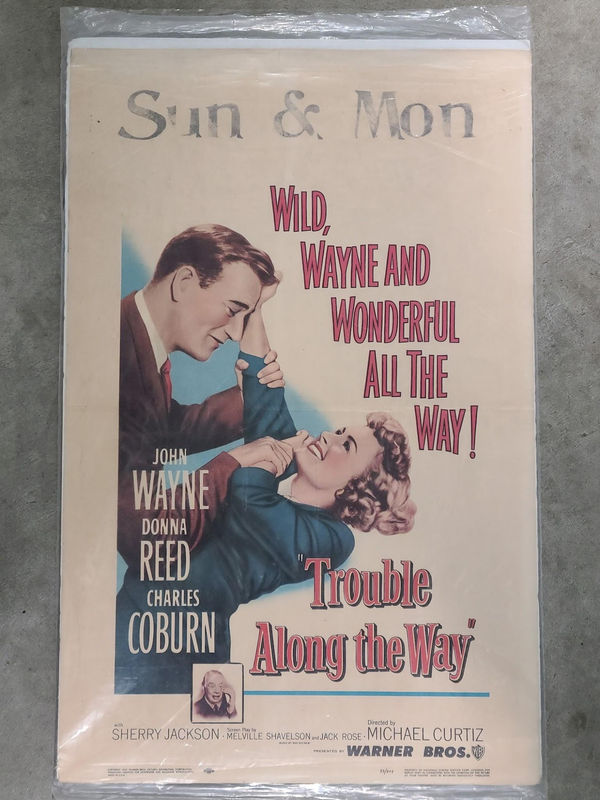 Sun & Mon
WILD,
WAYNE AND
WONDERFUL
ALL THE
WAY!
JOHN
WAYNE
DONNA
REED
CHARLES
COBURN
"Trouble
Along the Way"
with
SHERRY JACKSON · Screen Play by MELVILLE SHAVELSON and JACK ROSE · Directed by MICHAEL CURTIZ
PRESENTED BY WARNER BROS.